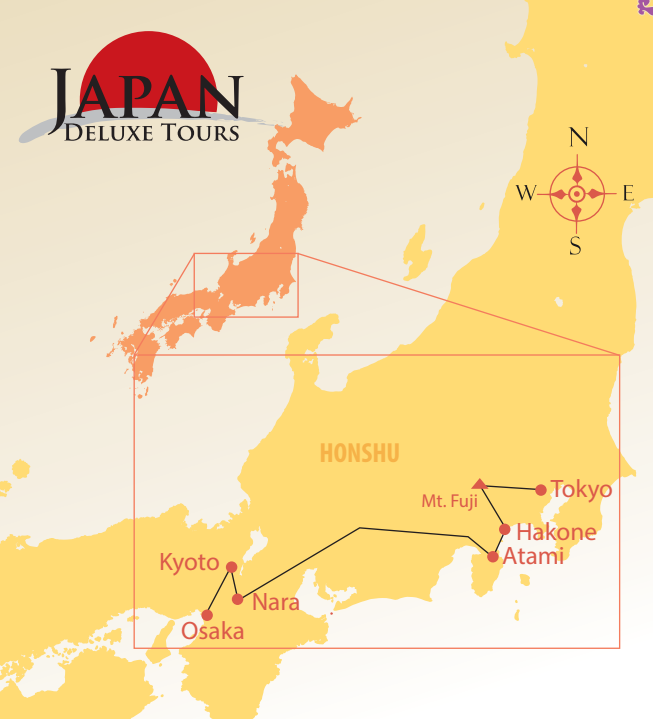 JAPAN
DELUXE TOURS
N
W
E
S
HONSHU
Mt. Fuji
Tokyo
Hakone
Atami
Kyoto
Nara
Osaka